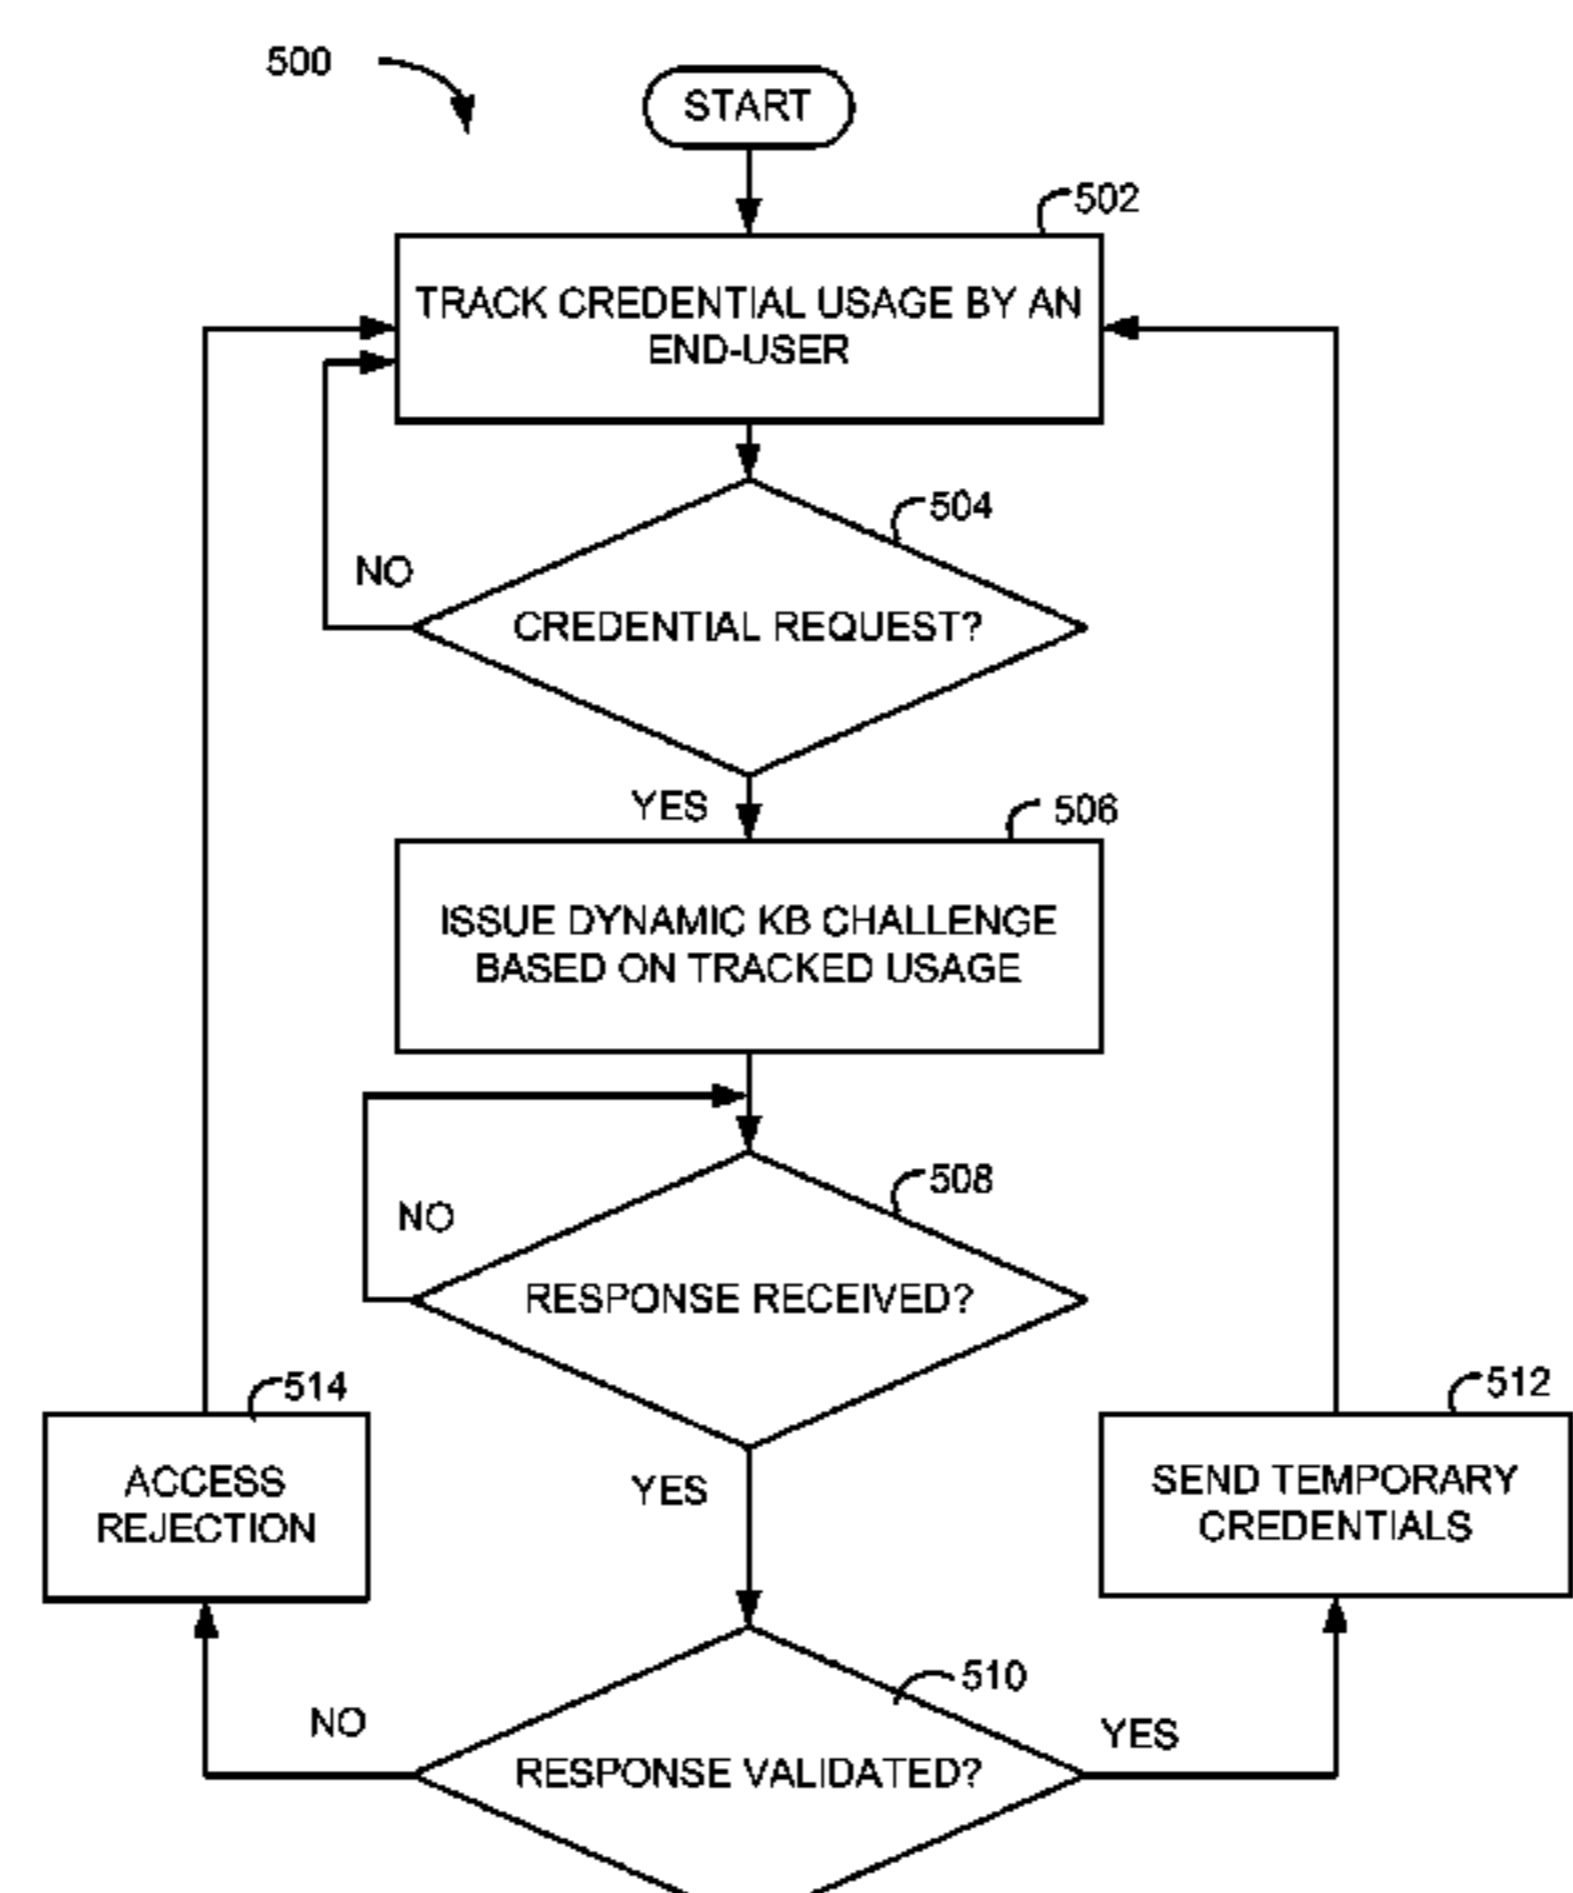 500
START
502
TRACK CREDENTIAL USAGE BY AN
END-USER
504
NO
CREDENTIAL REQUEST?
YES
506
ISSUE DYNAMIC KB CHALLENGE
BASED ON TRACKED USAGE
508
NO
RESPONSE RECEIVED?
514
512
ACCESS
REJECTION
YES
SEND TEMPORARY
CREDENTIALS
510
NO
YES
RESPONSE VALIDATED?